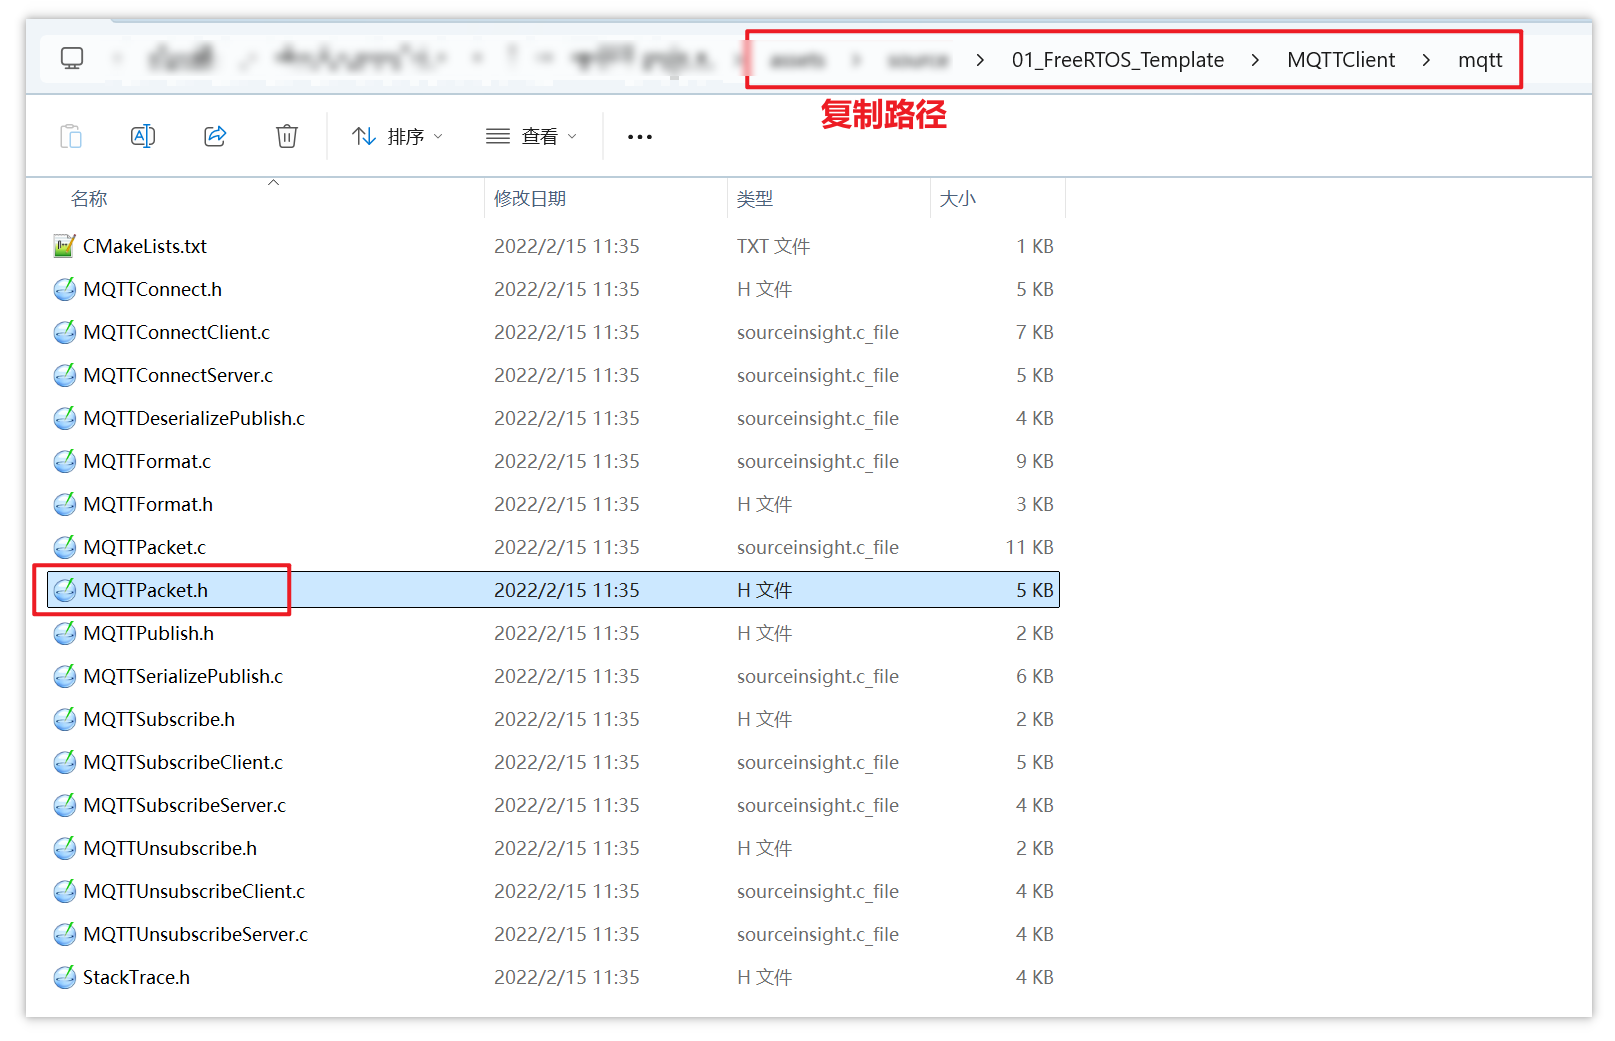 assets > source > 01_FreeRTOS_Template > MQTTClient > mqtt
复制路径
排序 查看
名称 修改日期 类型 大小
CMakeLists.txt 2022/2/15 11:35 TXT 文件 1 KB
MQTTConnect.h 2022/2/15 11:35 H 文件 5 KB
MQTTConnectClient.c 2022/2/15 11:35 sourceinsight.c_file 7 KB
MQTTConnectServer.c 2022/2/15 11:35 sourceinsight.c_file 5 KB
MQTTDeserializePublish.c 2022/2/15 11:35 sourceinsight.c_file 4 KB
MQTTFormat.c 2022/2/15 11:35 sourceinsight.c_file 9 KB
MQTTFormat.h 2022/2/15 11:35 H 文件 3 KB
MQTTPacket.c 2022/2/15 11:35 sourceinsight.c_file 11 KB
MQTTPacket.h 2022/2/15 11:35 H 文件 5 KB
MQTTPublish.h 2022/2/15 11:35 H 文件 2 KB
MQTTSerializePublish.c 2022/2/15 11:35 sourceinsight.c_file 6 KB
MQTTSubscribe.h 2022/2/15 11:35 H 文件 2 KB
MQTTSubscribeClient.c 2022/2/15 11:35 sourceinsight.c_file 5 KB
MQTTSubscribeServer.c 2022/2/15 11:35 sourceinsight.c_file 4 KB
MQTTUnsubscribe.h 2022/2/15 11:35 H 文件 2 KB
MQTTUnsubscribeClient.c 2022/2/15 11:35 sourceinsight.c_file 4 KB
MQTTUnsubscribeServer.c 2022/2/15 11:35 sourceinsight.c_file 4 KB
StackTrace.h 2022/2/15 11:35 H 文件 4 KB